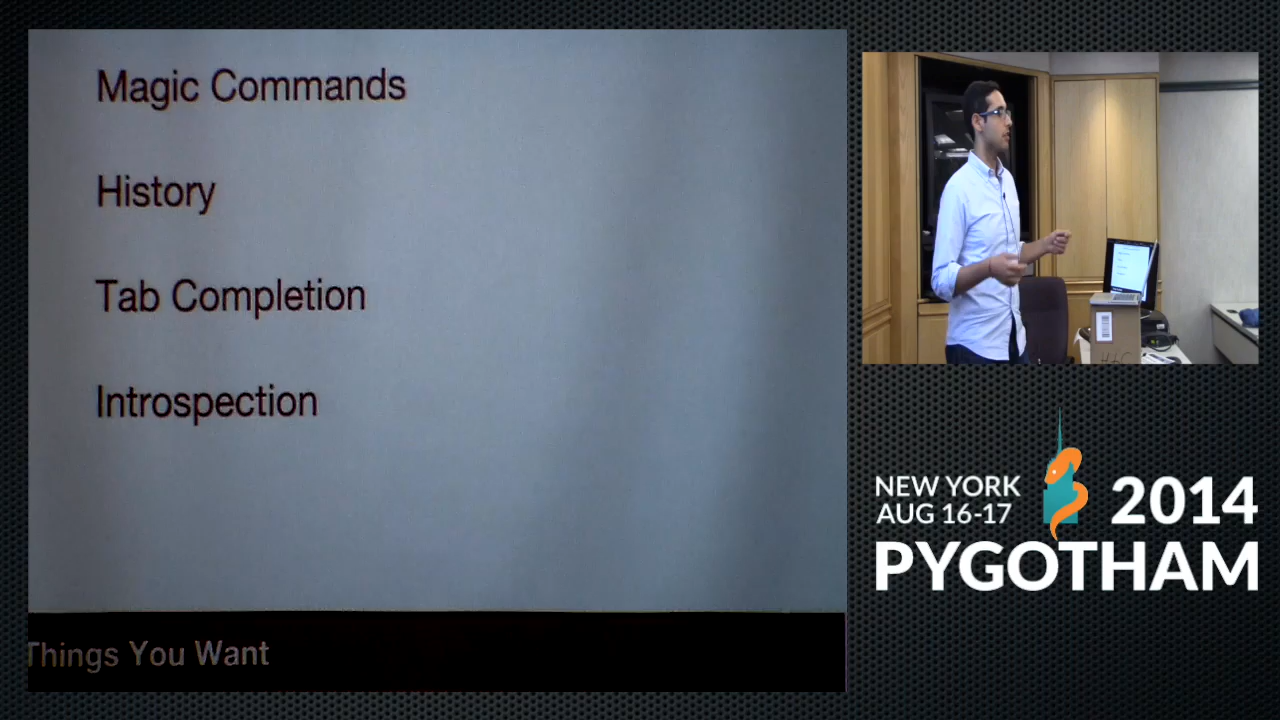 Magic Commands
History
Tab Completion
Introspection
Things You Want
NEW YORK
AUG 16-17
2014
PYGOTHAM